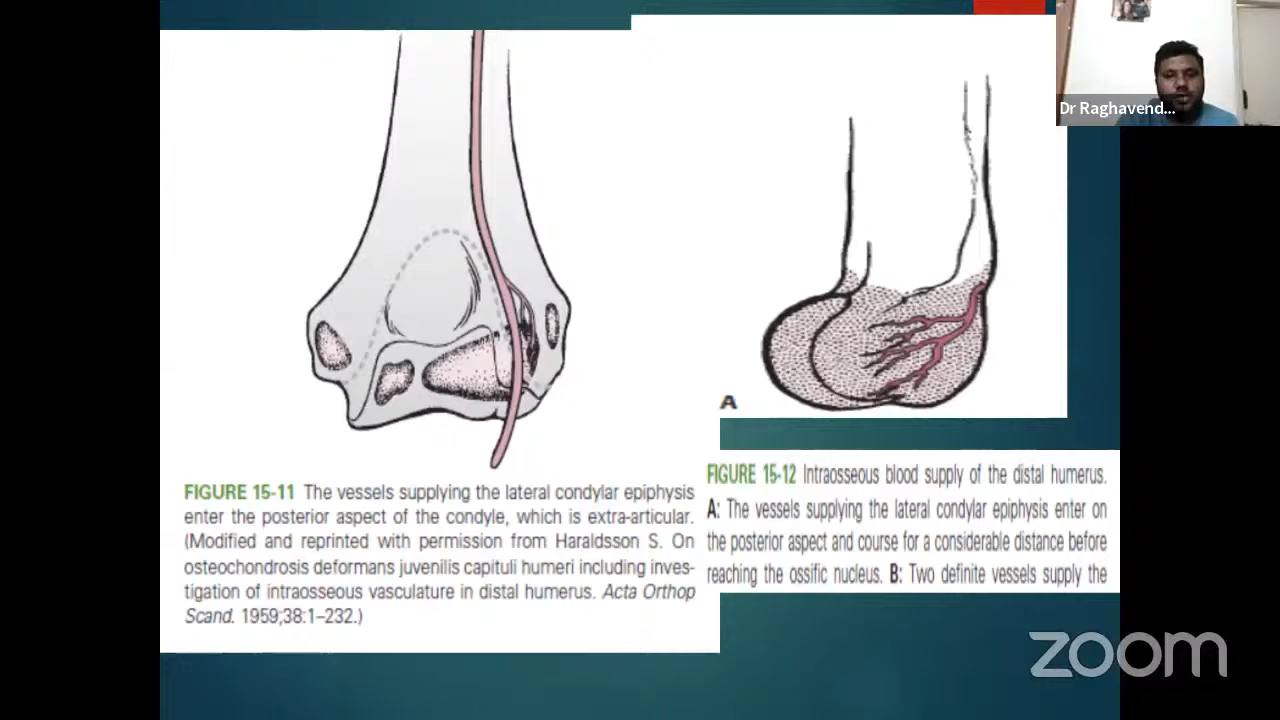 Dr Raghavend...
A
FIGURE 15-11 The vessels supplying the lateral condylar epiphysis
enter the posterior aspect of the condyle, which is extra-articular.
(Modified and reprinted with permission from Haraldsson S. On
osteochondrosis deformans juvenilis capituli humeri including inves-
tigation of intraosseous vasculature in distal humerus. Acta Orthop
Scand. 1959;38:1–232.)
FIGURE 15-12 Intraosseous blood supply of the distal humerus.
A: The vessels supplying the lateral condylar epiphysis enter on
the posterior aspect and course for a considerable distance before
reaching the ossific nucleus. B: Two definite vessels supply the
zoom